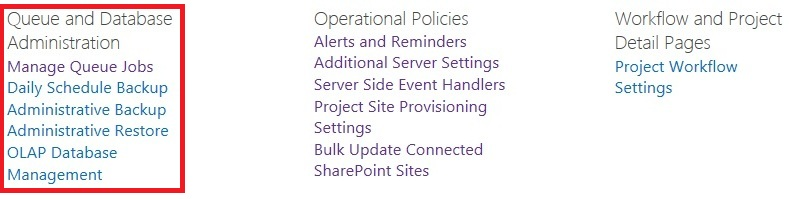 Queue and Database
Administration
Manage Queue Jobs
Daily Schedule Backup
Administrative Backup
Administrative Restore
OLAP Database
Management
Operational Policies
Alerts and Reminders
Additional Server Settings
Server Side Event Handlers
Project Site Provisioning
Settings
Bulk Update Connected
SharePoint Sites
Workflow and Project
Detail Pages
Project Workflow
Settings